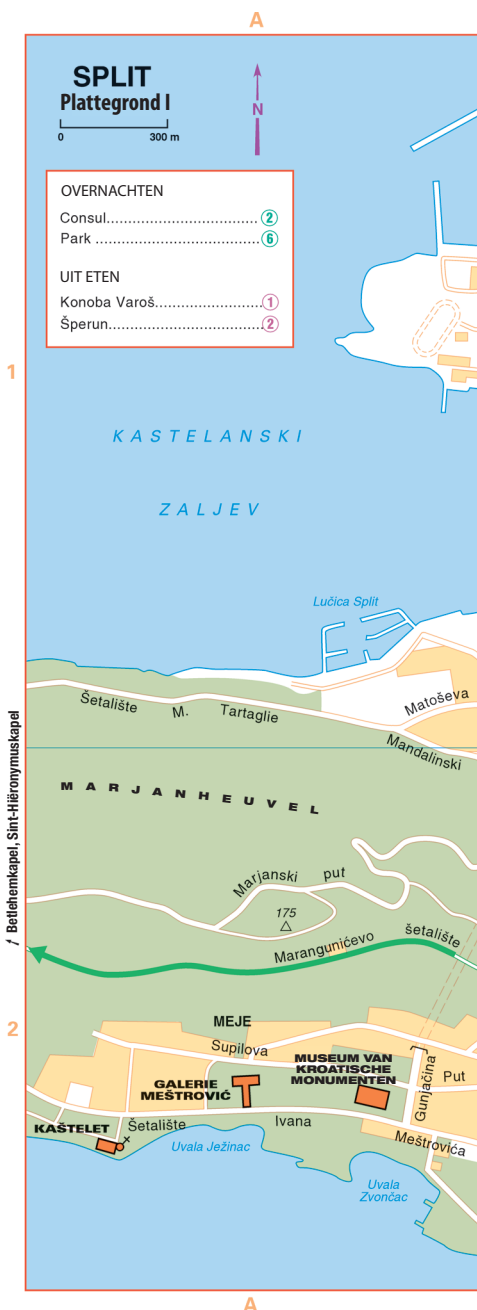 A
SPLIT
Plattegrond I
0 300 m
N
OVERNACHTEN
Consul.................................... ②
Park ....................................... ⑥
UIT ETEN
Konoba Varoš......................... ①
Šperun.................................... ②
1
KASTELANSKI
ZALJEV
Lučica Split
Šetalište M. Tartaglie
Matoševa
Mandalinski
MARJANHEUVEL
↑ Betlehemkapel, Sint-Hiëronymuskapel
Marjanski put
175
Marangunićevo šetalište
2
MEJE
Supilova
MUSEUM VAN
KROATISCHE
MONUMENTEN
GALERIE
MEŠTROVIĆ
Gunjačina
Put
KAŠTELET
Šetalište Ivana Meštrovića
Uvala Ježinac
Uvala
Zvončac
A